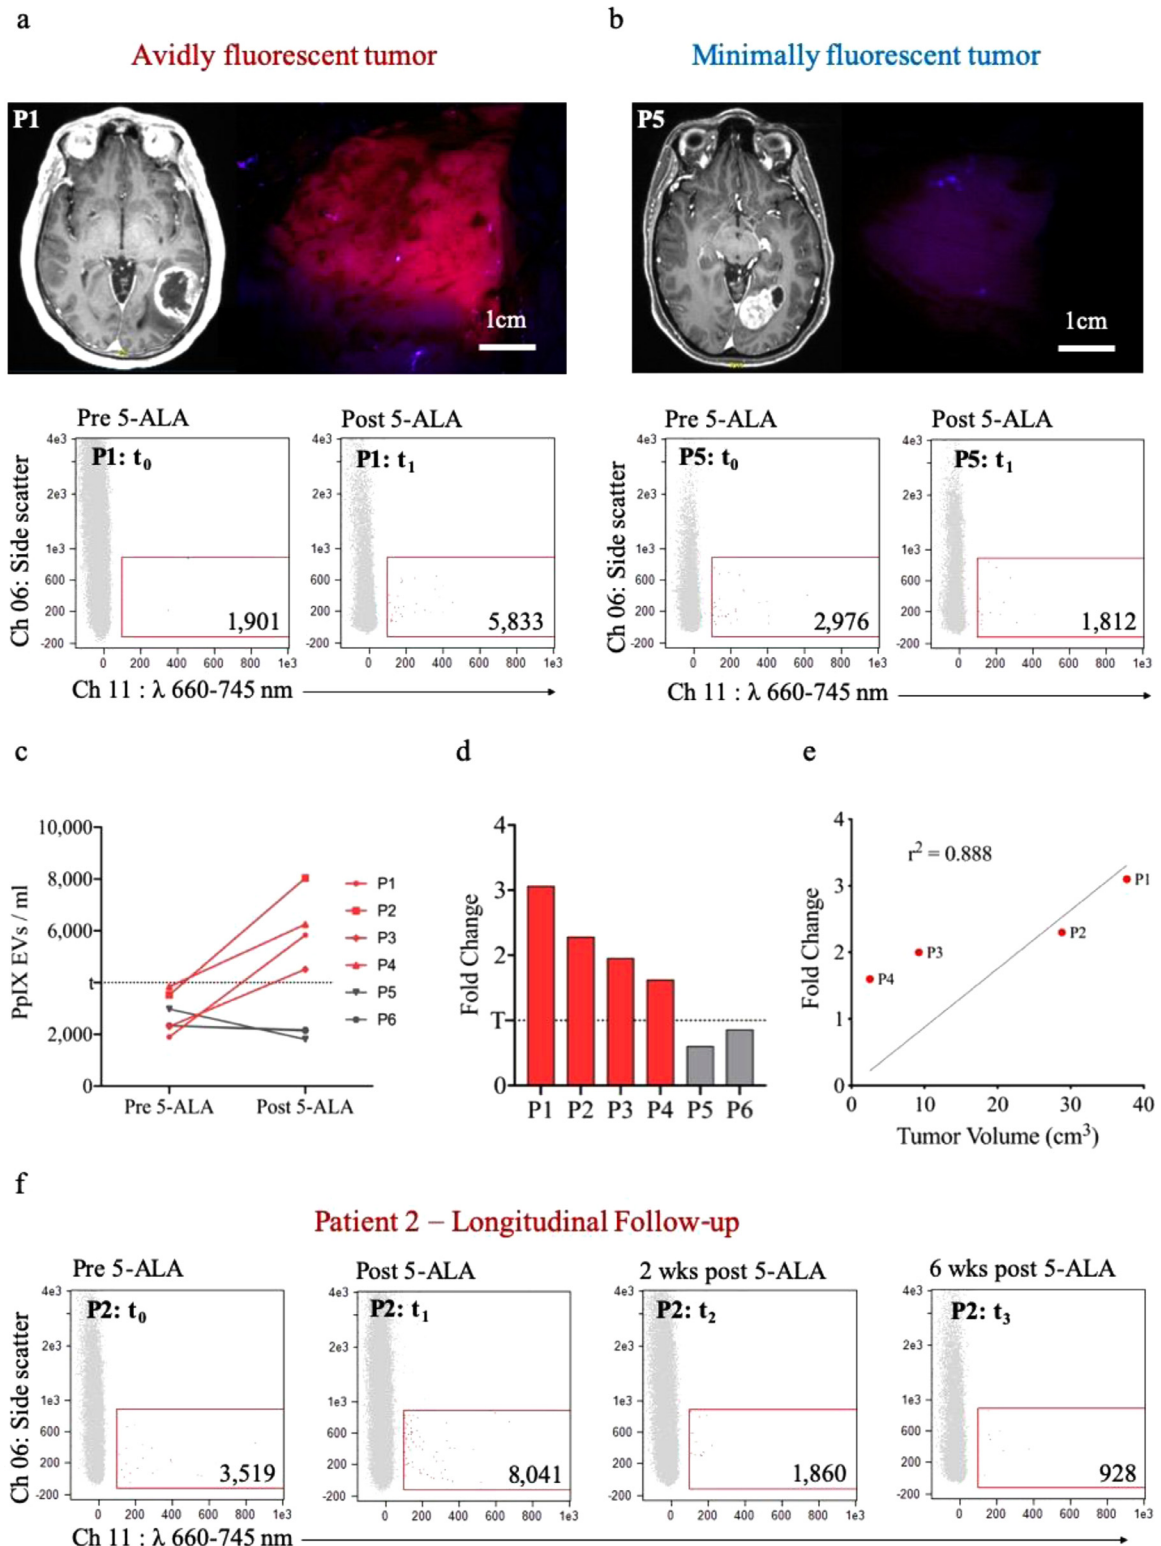 a
Avidly fluorescent tumor
P1
1cm
Pre 5-ALA
Post 5-ALA
Ch 06: Side scatter
4e3
2e3
1e3
600
200
-200
P1: t0
1,901
0 200 400 600 800 1e3
4e3
2e3
1e3
600
200
-200
P1: t1
5,833
0 200 400 600 800 1e3
Ch 11 : λ 660-745 nm
b
Minimally fluorescent tumor
P5
1cm
Pre 5-ALA
Post 5-ALA
Ch 06: Side scatter
4e3
2e3
1e3
600
200
-200
P5: t0
2,976
0 200 400 600 800 1e3
4e3
2e3
1e3
600
200
-200
P5: t1
1,812
0 200 400 600 800 1e3
Ch 11 : λ 660-745 nm
c
PpIX EVs / ml
10,000
8,000
6,000
t
2,000
0
Pre 5-ALA Post 5-ALA
P1
P2
P3
P4
P5
P6
d
Fold Change
4
3
2
T
0
P1 P2 P3 P4 P5 P6
e
Fold Change
4
3
2
1
0
r2 = 0.888
P1
P2
P3
P4
0 10 20 30 40
Tumor Volume (cm3)
f
Patient 2 – Longitudinal Follow-up
Pre 5-ALA
Post 5-ALA
2 wks post 5-ALA
6 wks post 5-ALA
Ch 06: Side scatter
4e3
2e3
1e3
600
200
-200
P2: t0
3,519
0 200 400 600 800 1e3
4e3
2e3
1e3
600
200
-200
P2: t1
8,041
0 200 400 600 800 1e3
4e3
2e3
1e3
600
200
-200
P2: t2
1,860
0 200 400 600 800 1e3
4e3
2e3
1e3
600
200
-200
P2: t3
928
0 200 400 600 800 1e3
Ch 11 : λ 660-745 nm